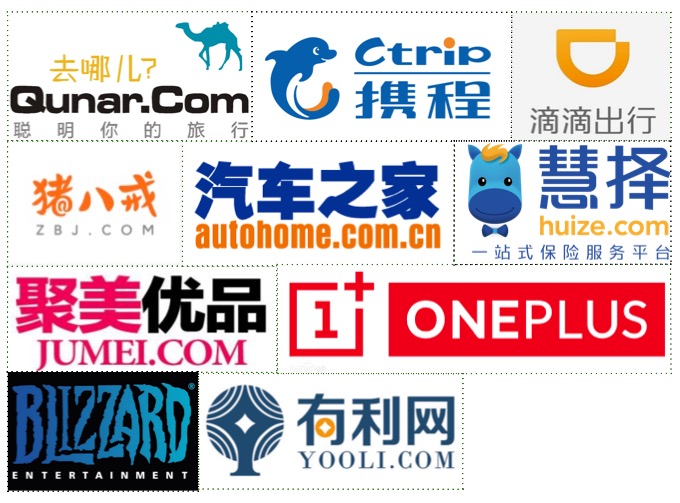 去哪儿?
Qunar.Com
聪明你的旅行
Ctrip
携程
滴滴出行
猪八戒
ZBJ.COM
汽车之家
autohome.com.cn
慧择
huize.com
一站式保险服务平台
聚美优品
JUMEI.COM
1+
ONEPLUS
BLIZZARD®
ENTERTAINMENT
有利网
YOOLI.COM